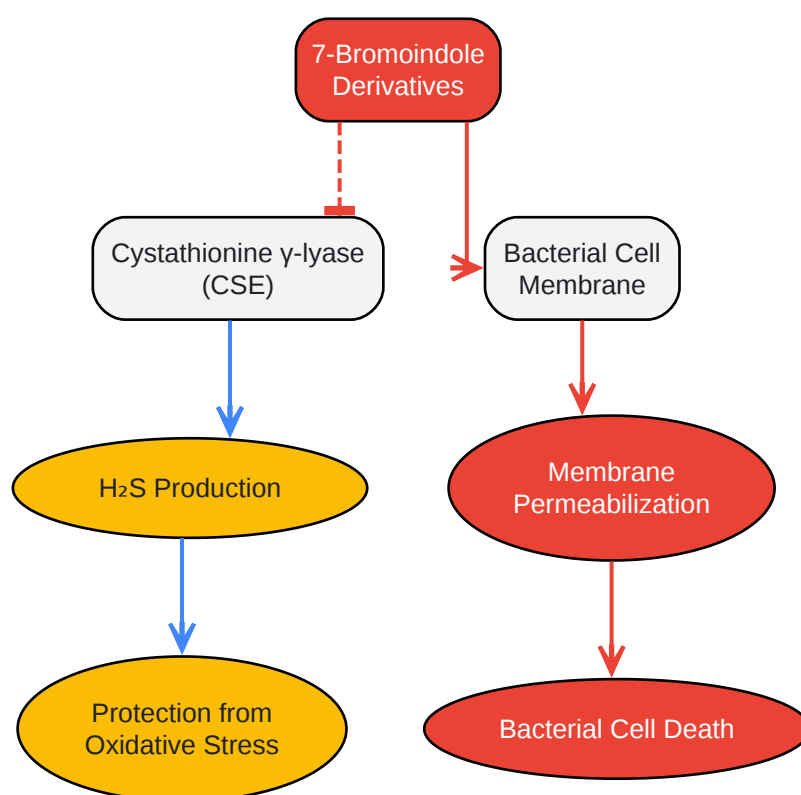 7-Bromoindole
Derivatives
Cystathionine γ-lyase
(CSE)
Bacterial Cell
Membrane
H₂S Production
Membrane
Permeabilization
Protection from
Oxidative Stress
Bacterial Cell Death